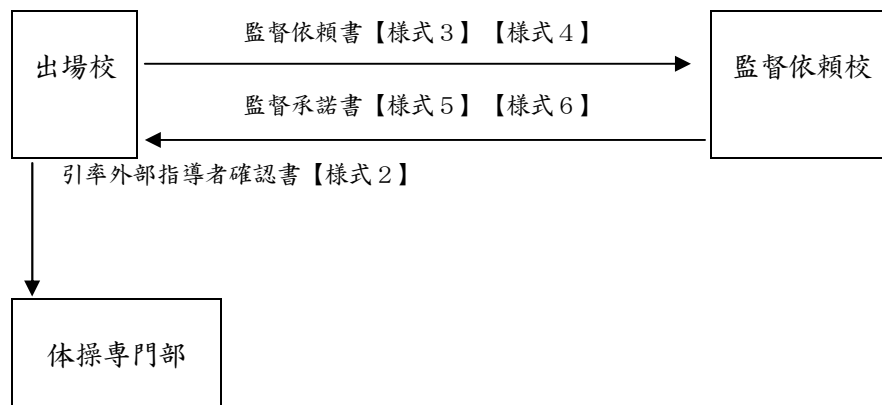 監督依頼書【様式３】【様式４】
出場校
監督依頼校
監督承諾書【様式５】【様式６】
引率外部指導者確認書【様式２】
体操専門部